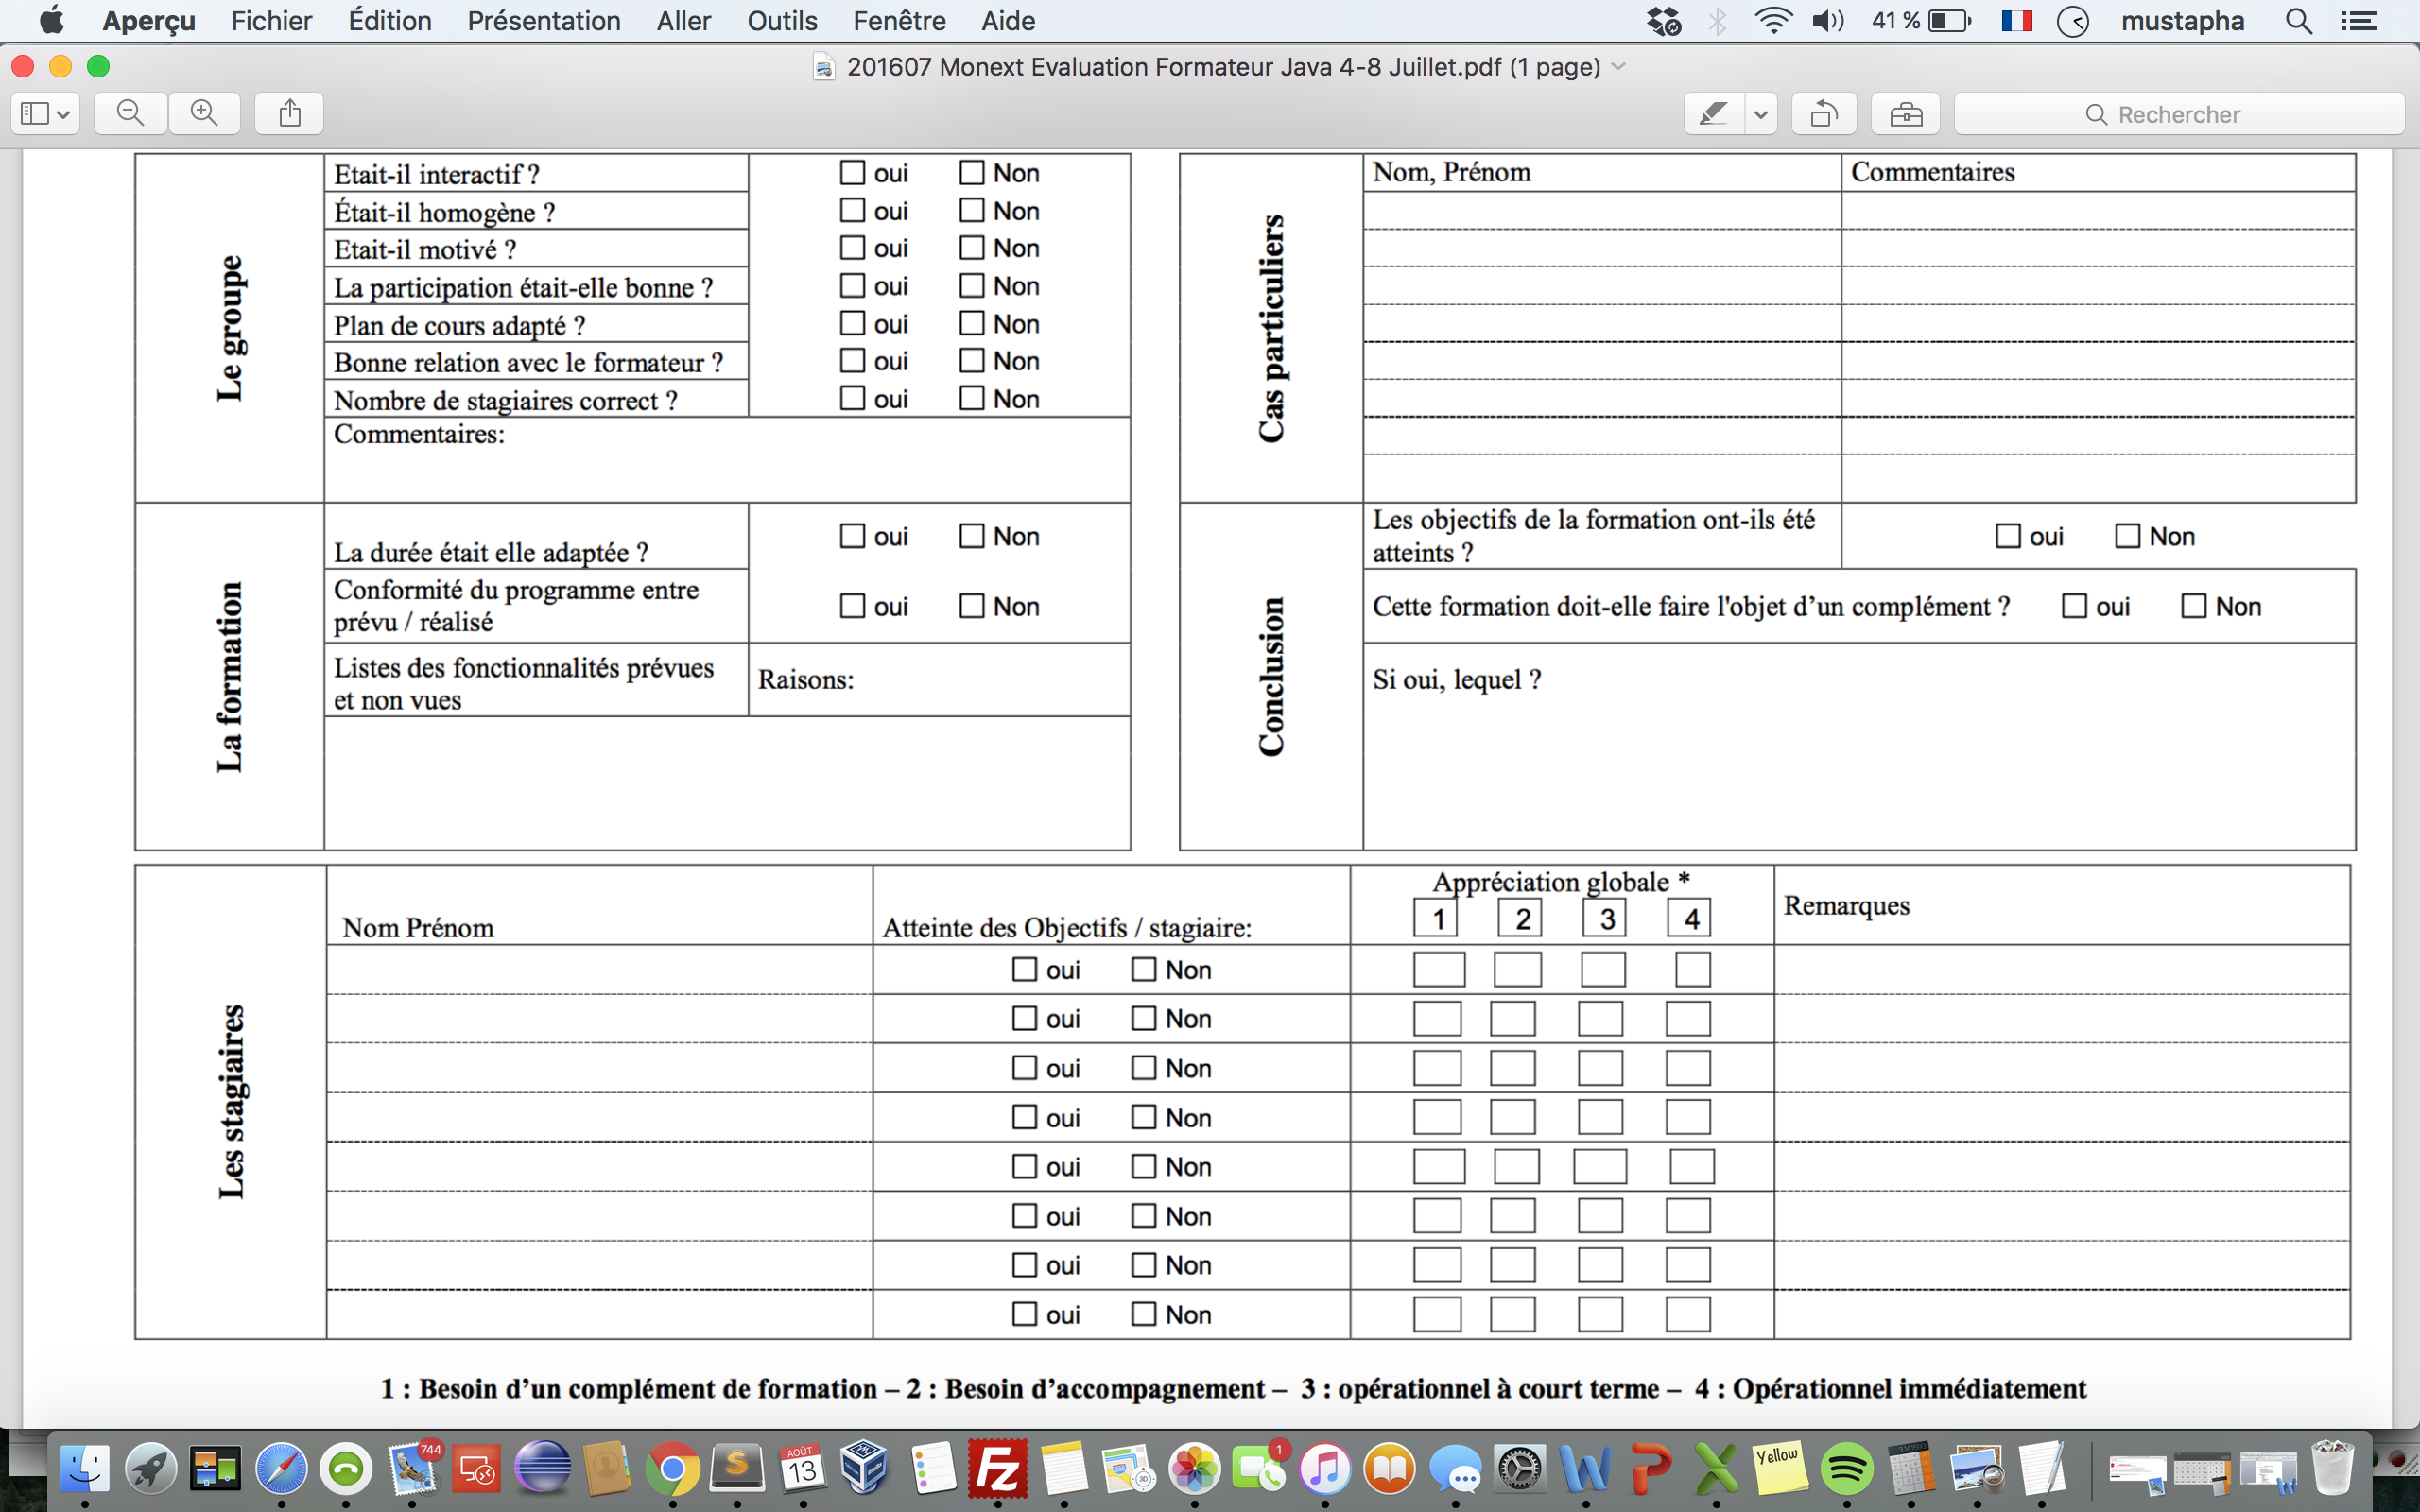 Aperçu Fichier Édition Présentation Aller Outils Fenêtre Aide 41 % mustapha
201607 Monext Evaluation Formateur Java 4-8 Juillet.pdf (1 page)
Rechercher
Le groupe
Etait-il interactif ? oui Non
Était-il homogène ? oui Non
Etait-il motivé ? oui Non
La participation était-elle bonne ? oui Non
Plan de cours adapté ? oui Non
Bonne relation avec le formateur ? oui Non
Nombre de stagiaires correct ? oui Non
Commentaires:
Cas particuliers
Nom, Prénom Commentaires
La formation
La durée était elle adaptée ? oui Non
Conformité du programme entre
prévu / réalisé oui Non
Listes des fonctionnalités prévues
et non vues
Raisons:
Conclusion
Les objectifs de la formation ont-ils été
atteints ? oui Non
Cette formation doit-elle faire l'objet d’un complément ? oui Non
Si oui, lequel ?
Les stagiaires
Nom Prénom
Atteinte des Objectifs / stagiaire:
Appréciation globale *
1 2 3 4
Remarques
oui Non
oui Non
oui Non
oui Non
oui Non
oui Non
oui Non
oui Non
1 : Besoin d’un complément de formation – 2 : Besoin d’accompagnement – 3 : opérationnel à court terme – 4 : Opérationnel immédiatement
744
AOÛT
13
1
Yellow